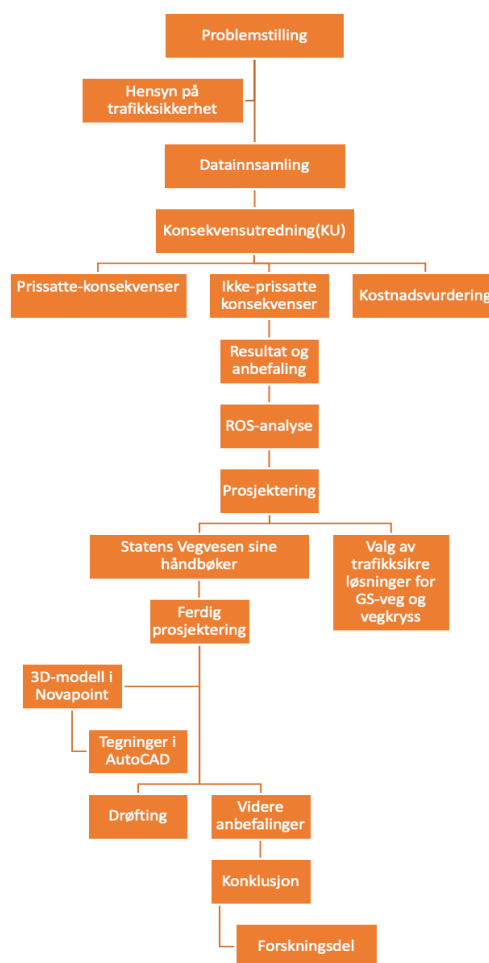 Problemstilling
Hensyn på
trafikksikkerhet
Datainnsamling
Konsekvensutredning(KU)
Prissatte-konsekvenser
Ikke-prissatte
konsekvenser
Kostnadsvurdering
Resultat og
anbefaling
ROS-analyse
Prosjektering
Statens Vegvesen sine
håndbøker
Valg av
trafikksikre
løsninger for
GS-veg og
vegkryss
Ferdig
prosjektering
3D-modell i
Novapoint
Tegninger i
AutoCAD
Drøfting
Videre
anbefalinger
Konklusjon
Forskningsdel